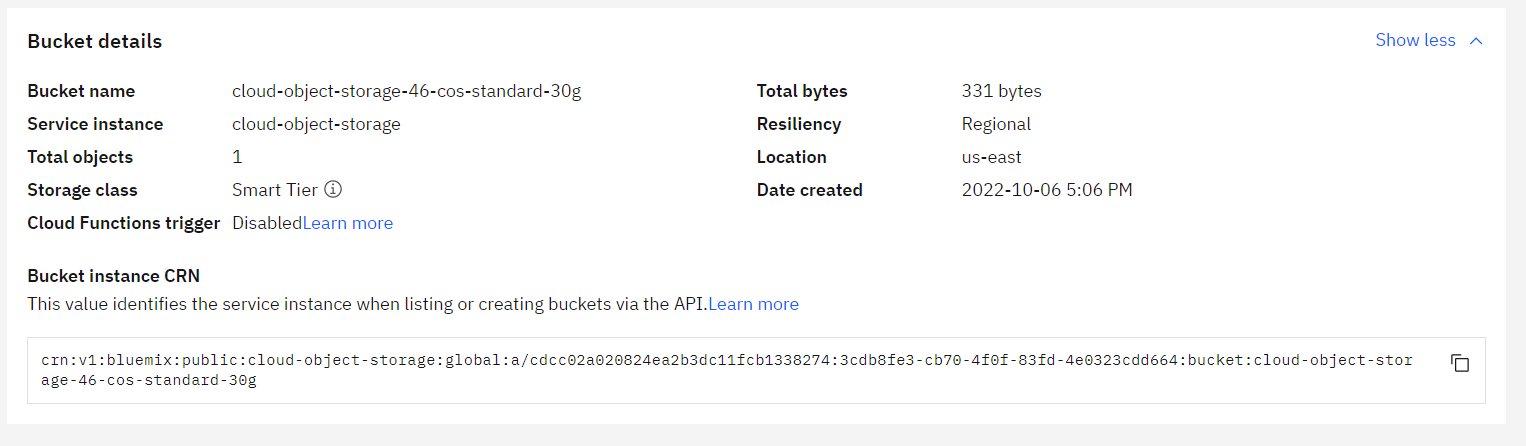 Bucket details
Show less
Bucket name cloud-object-storage-46-cos-standard-30g
Total bytes 331 bytes
Service instance cloud-object-storage
Resiliency Regional
Total objects 1
Location us-east
Storage class Smart Tier
Date created 2022-10-06 5:06 PM
Cloud Functions trigger DisabledLearn more
Bucket instance CRN
This value identifies the service instance when listing or creating buckets via the API.Learn more
crn:v1:bluemix:public:cloud-object-storage:global:a/cdcc02a020824ea2b3dc11fcb1338274:3cdb8fe3-cb70-4f0f-83fd-4e0323cdd664:bucket:cloud-object-stor
age-46-cos-standard-30g